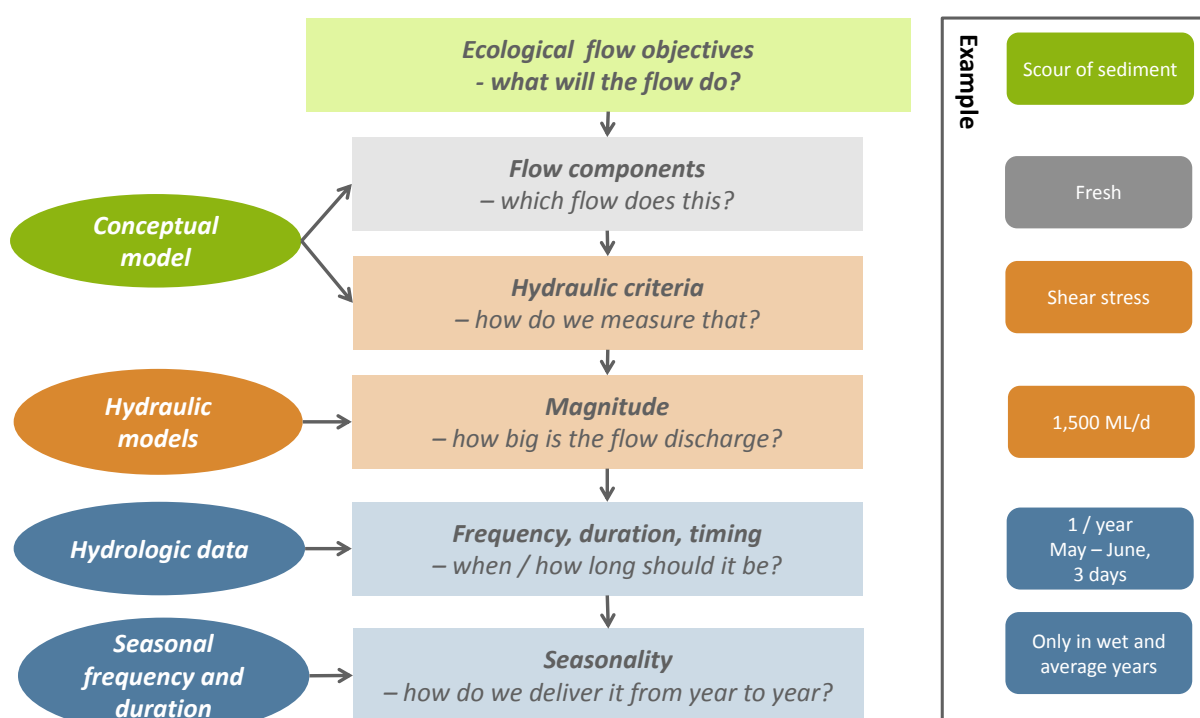 Ecological flow objectives
- what will the flow do?
Flow components
– which flow does this?
Conceptual
model
Hydraulic criteria
– how do we measure that?
Hydraulic
models
Magnitude
– how big is the flow discharge?
Hydrologic data
Frequency, duration, timing
– when / how long should it be?
Seasonal
frequency and
duration
Seasonality
– how do we deliver it from year to year?
Example
Scour of sediment
Fresh
Shear stress
1,500 ML/d
1 / year
May – June,
3 days
Only in wet and
average years